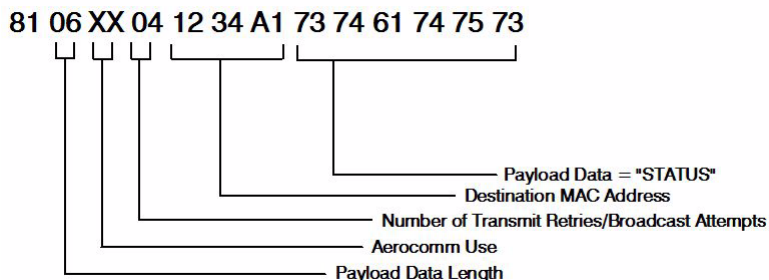 81 06 XX 04 12 34 A1 73 74 61 74 75 73
Payload Data = "STATUS"
Destination MAC Address
Number of Transmit Retries/Broadcast Attempts
Aerocomm Use
Payload Data Length